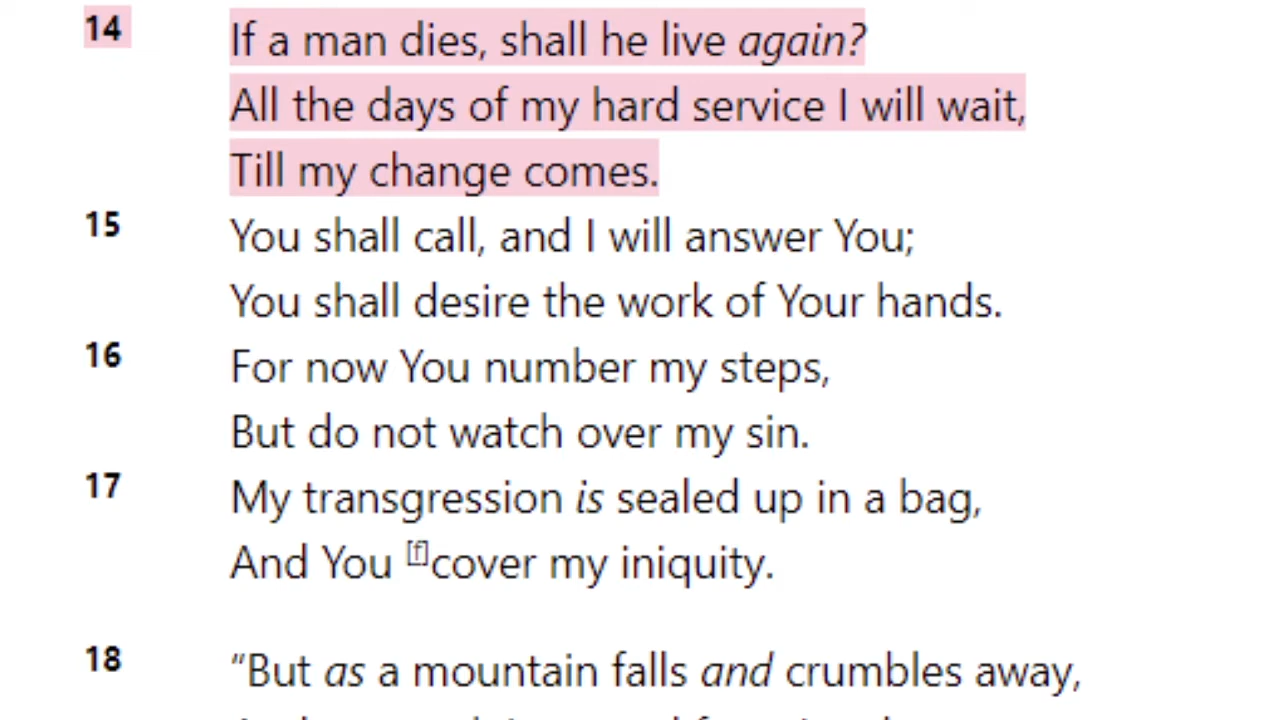 14 If a man dies, shall he live again?
All the days of my hard service I will wait,
Till my change comes.
15 You shall call, and I will answer You;
You shall desire the work of Your hands.
16 For now You number my steps,
But do not watch over my sin.
17 My transgression is sealed up in a bag,
And You [f]cover my iniquity.
18 “But as a mountain falls and crumbles away,